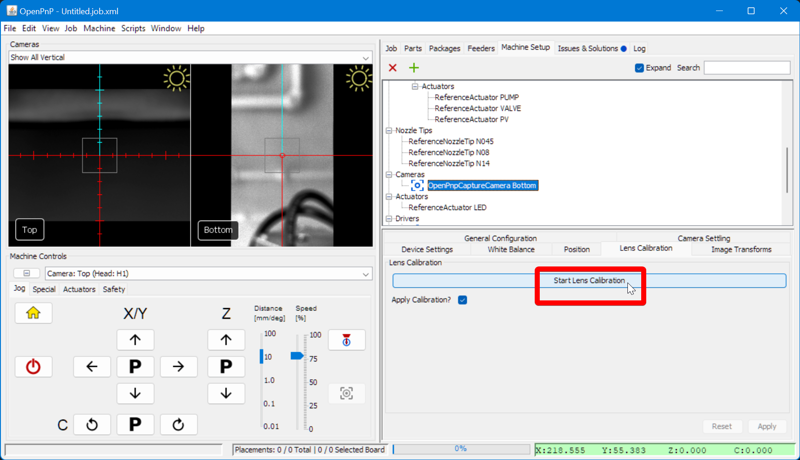 OpenPnP - Untitled.job.xml
File Edit View Job Machine Scripts Window Help
Cameras
Show All Vertical
Top
Bottom
Machine Controls
Camera: Top (Head: H1)
Jog Special Actuators Safety
X/Y
Z
Distance
[mm/deg]
Speed
[%]
100
10
1.0
0.1
0.01
100
75
50
25
0
P
P
C
P
Job Parts Packages Feeders Machine Setup Issues & Solutions Log
Expand Search
Actuators
ReferenceActuator PUMP
ReferenceActuator VALVE
ReferenceActuator PV
Nozzle Tips
ReferenceNozzleTip N045
ReferenceNozzleTip N08
ReferenceNozzleTip N14
Cameras
OpenPnpCaptureCamera Bottom
Actuators
ReferenceActuator LED
Drivers
General Configuration Camera Settling
Device Settings White Balance Position Lens Calibration Image Transforms
Lens Calibration
Start Lens Calibration
Apply Calibration?
Reset Apply
Placements: 0 / 0 Total | 0 / 0 Selected Board
0%
X:218.555 Y:55.383 Z:0.000 C:0.000